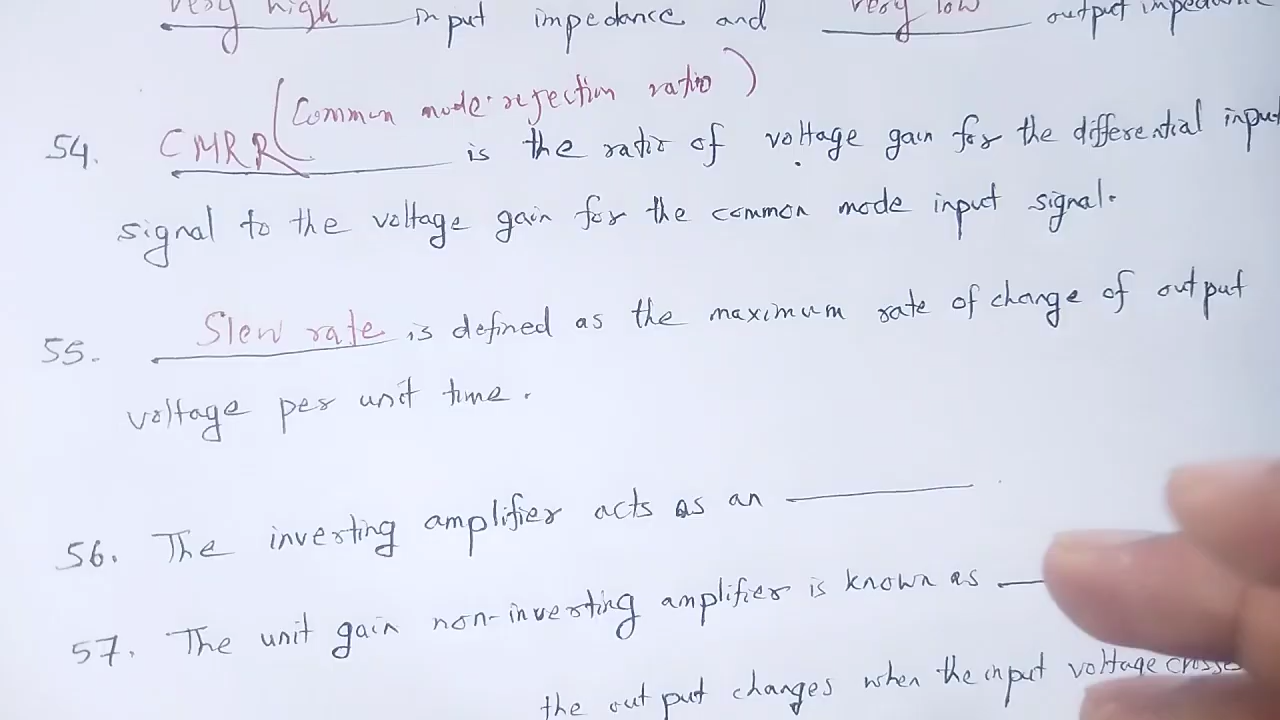 very high input impedance and very low output impedance
54. CMRR (Common mode rejection ratio) is the ratio of voltage gain for the differential input
signal to the voltage gain for the common mode input signal.
55. Slew rate is defined as the maximum rate of change of output
voltage per unit time.
56. The inverting amplifier acts as an
57. The unit gain non-inverting amplifier is known as
the output changes when the input voltage crosse